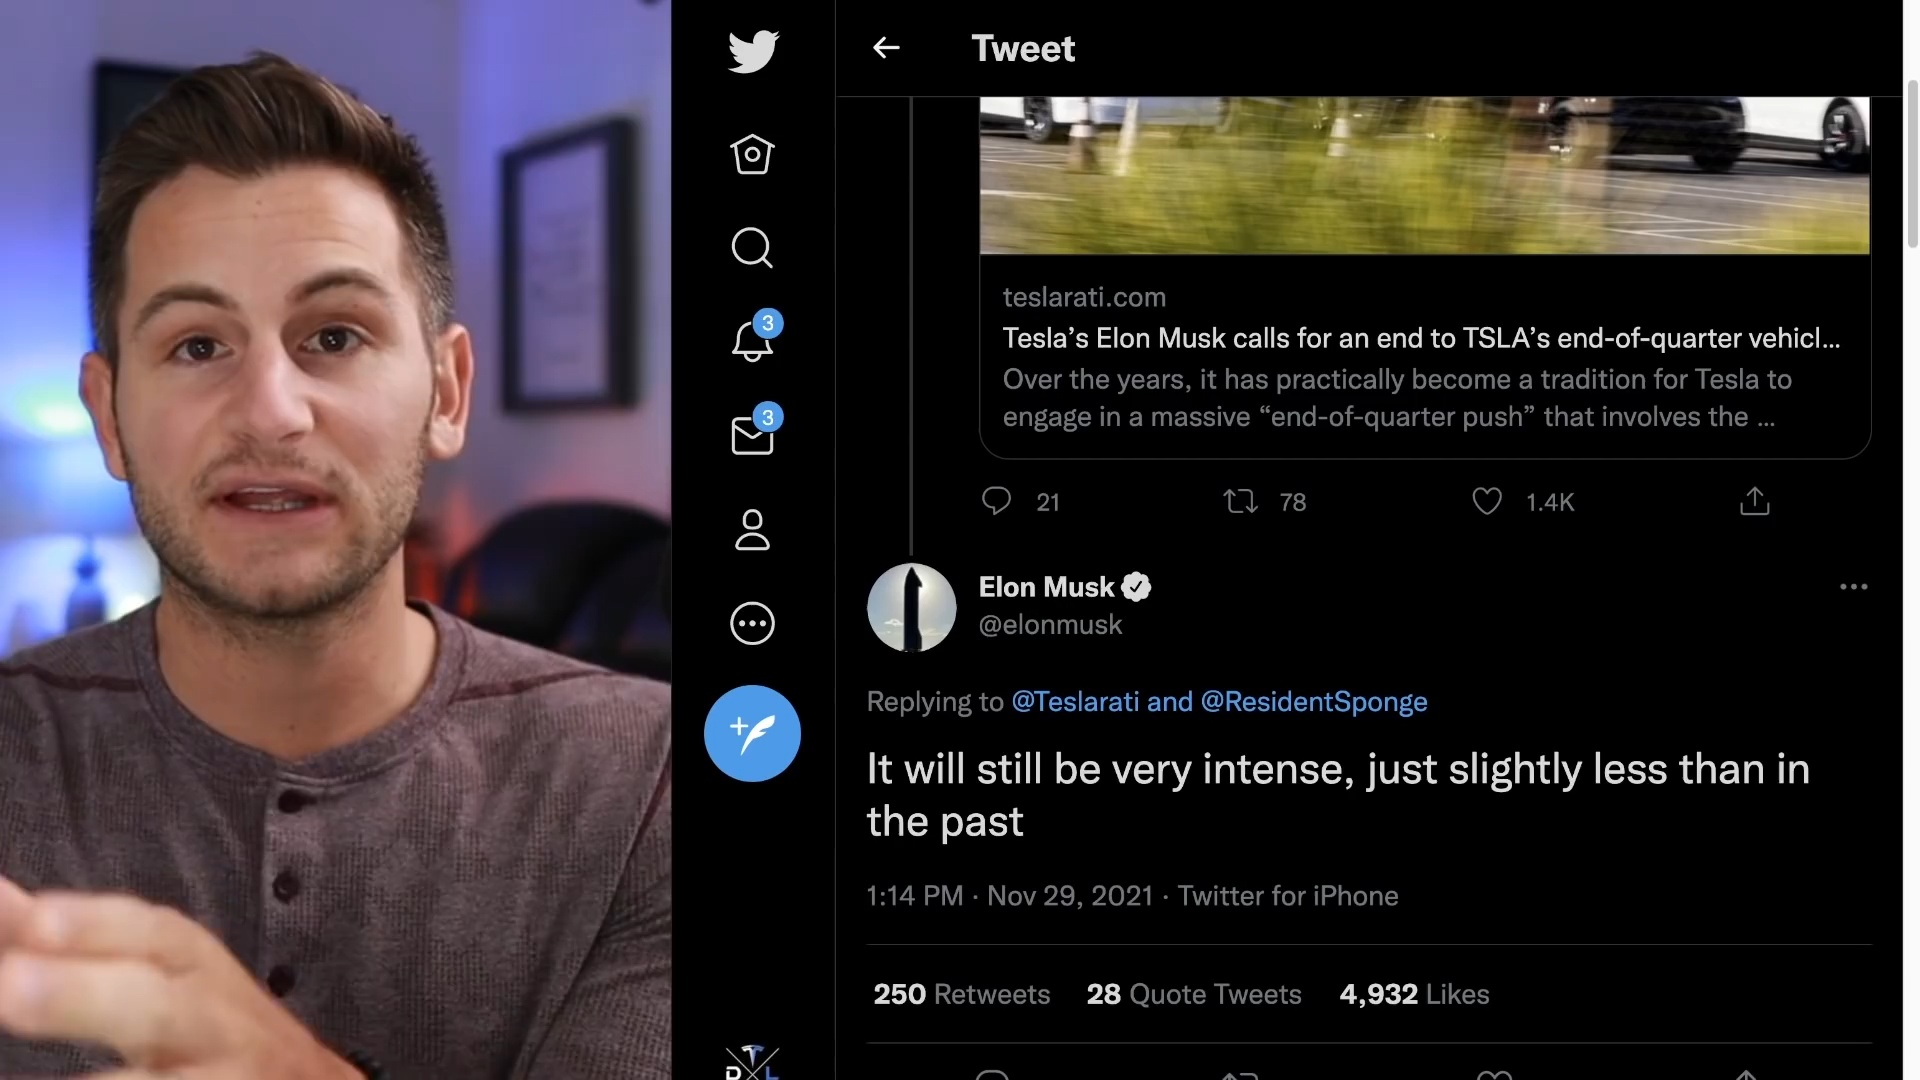 Tweet
teslarati.com
Tesla’s Elon Musk calls for an end to TSLA’s end-of-quarter vehicl...
Over the years, it has practically become a tradition for Tesla to
engage in a massive “end-of-quarter push” that involves the ...
21 78 1.4K
3
3
Elon Musk
@elonmusk
Replying to @Teslarati and @ResidentSponge
It will still be very intense, just slightly less than in
the past
1:14 PM · Nov 29, 2021 · Twitter for iPhone
250 Retweets 28 Quote Tweets 4,932 Likes
D L